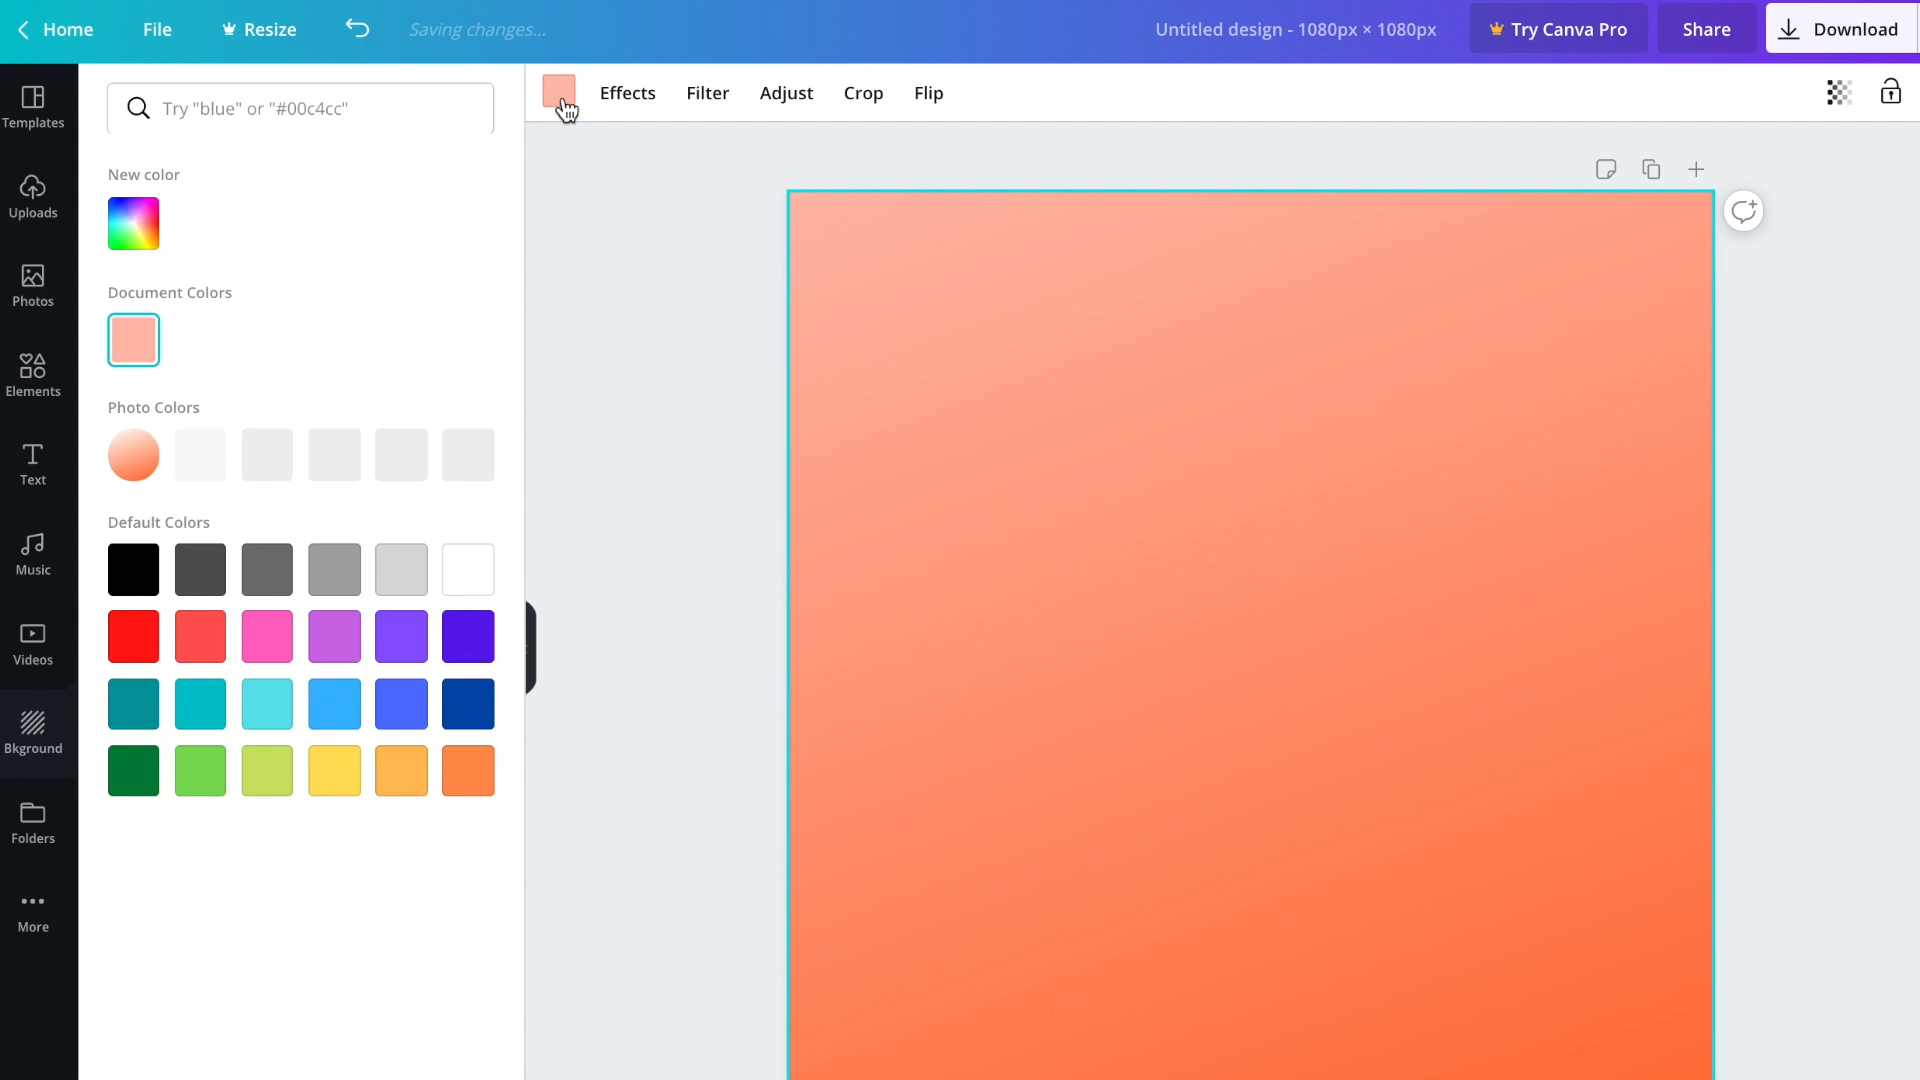 Home
File
Resize
Saving changes...
Untitled design - 1080px × 1080px
Try Canva Pro
Share
Download
Templates
Uploads
Photos
Elements
Text
Music
Videos
Bkground
Folders
More
Try "blue" or "#00c4cc"
New color
Document Colors
Photo Colors
Default Colors
Effects
Filter
Adjust
Crop
Flip